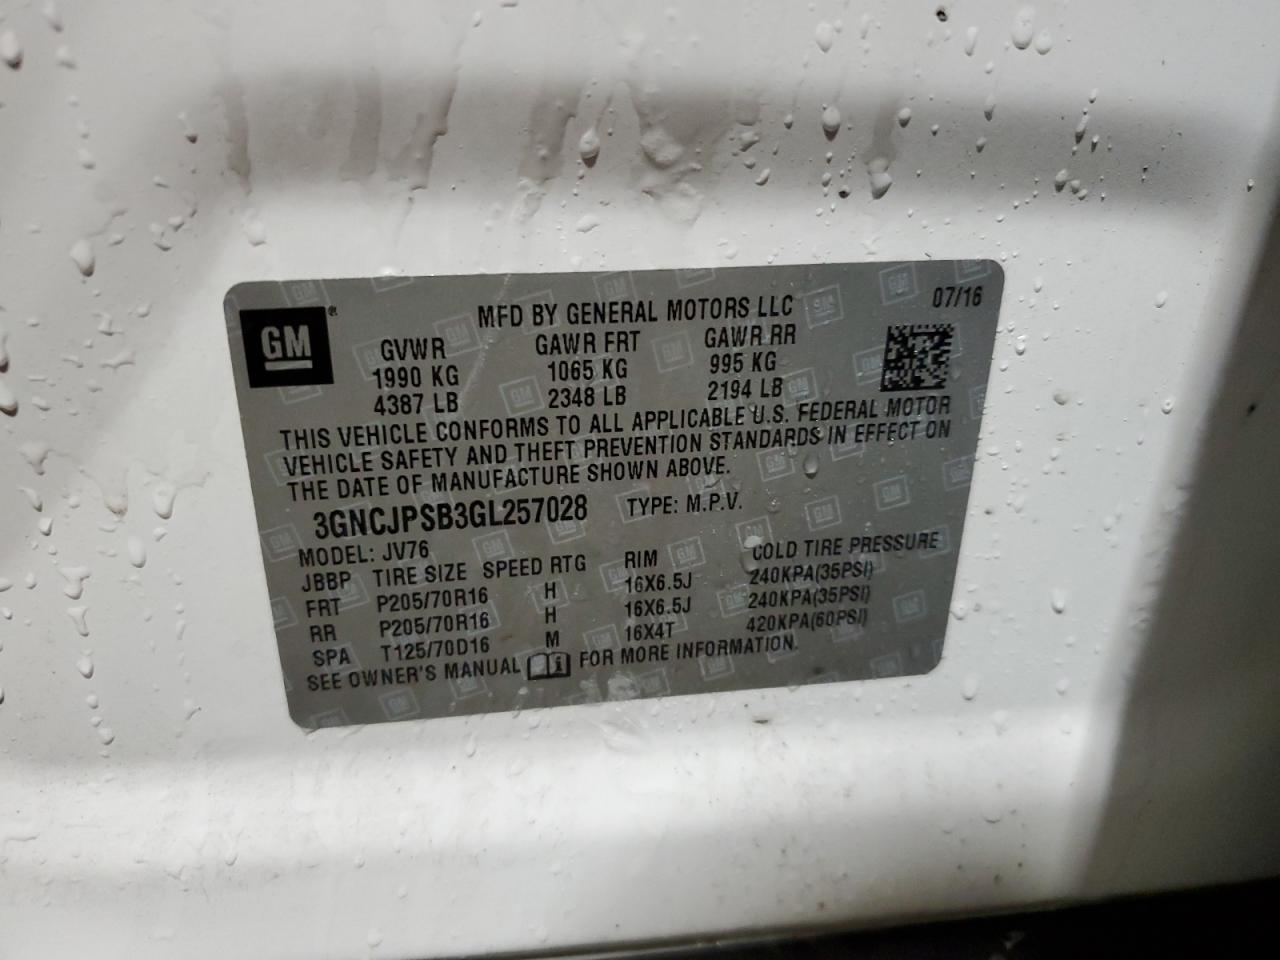 GM ®
MFD BY GENERAL MOTORS LLC 07/16
GVWR GAWR FRT GAWR RR
1990 KG 1065 KG 995 KG
4387 LB 2348 LB 2194 LB
THIS VEHICLE CONFORMS TO ALL APPLICABLE U.S. FEDERAL MOTOR
VEHICLE SAFETY AND THEFT PREVENTION STANDARDS IN EFFECT ON
THE DATE OF MANUFACTURE SHOWN ABOVE.
3GNCJPSB3GL257028 TYPE: M.P.V.
MODEL: JV76
JBBP TIRE SIZE SPEED RTG RIM COLD TIRE PRESSURE
FRT P205/70R16 H 16X6.5J 240KPA(35PSI)
RR P205/70R16 H 16X6.5J 240KPA(35PSI)
SPA T125/70D16 M 16X4T 420KPA(60PSI)
SEE OWNER'S MANUAL FOR MORE INFORMATION.